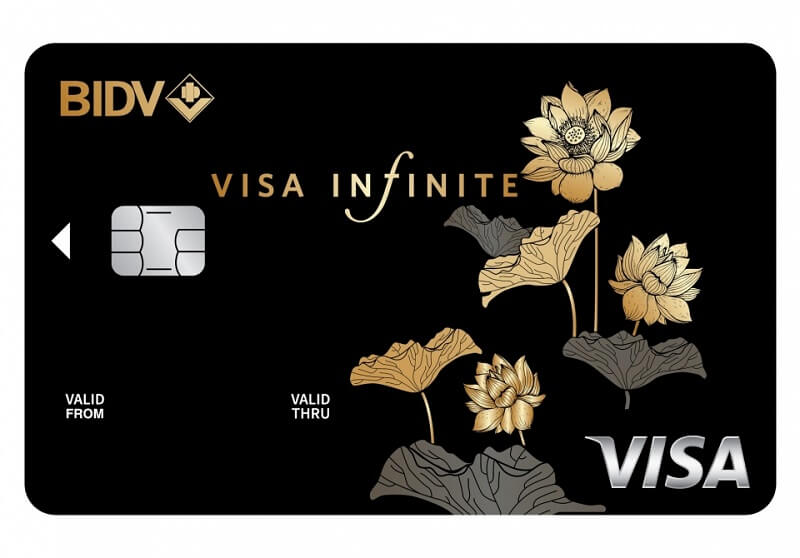 BIDV
VISA INFINITE
VALID
FROM
VALID
THRU
VISA